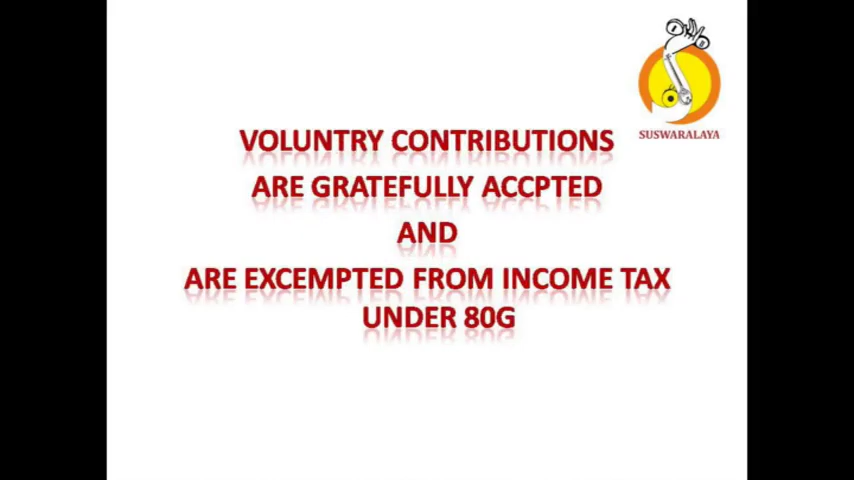 SUSWARALAYA
VOLUNTRY CONTRIBUTIONS
ARE GRATEFULLY ACCPTED
AND
ARE EXCEMPTED FROM INCOME TAX
UNDER 80G